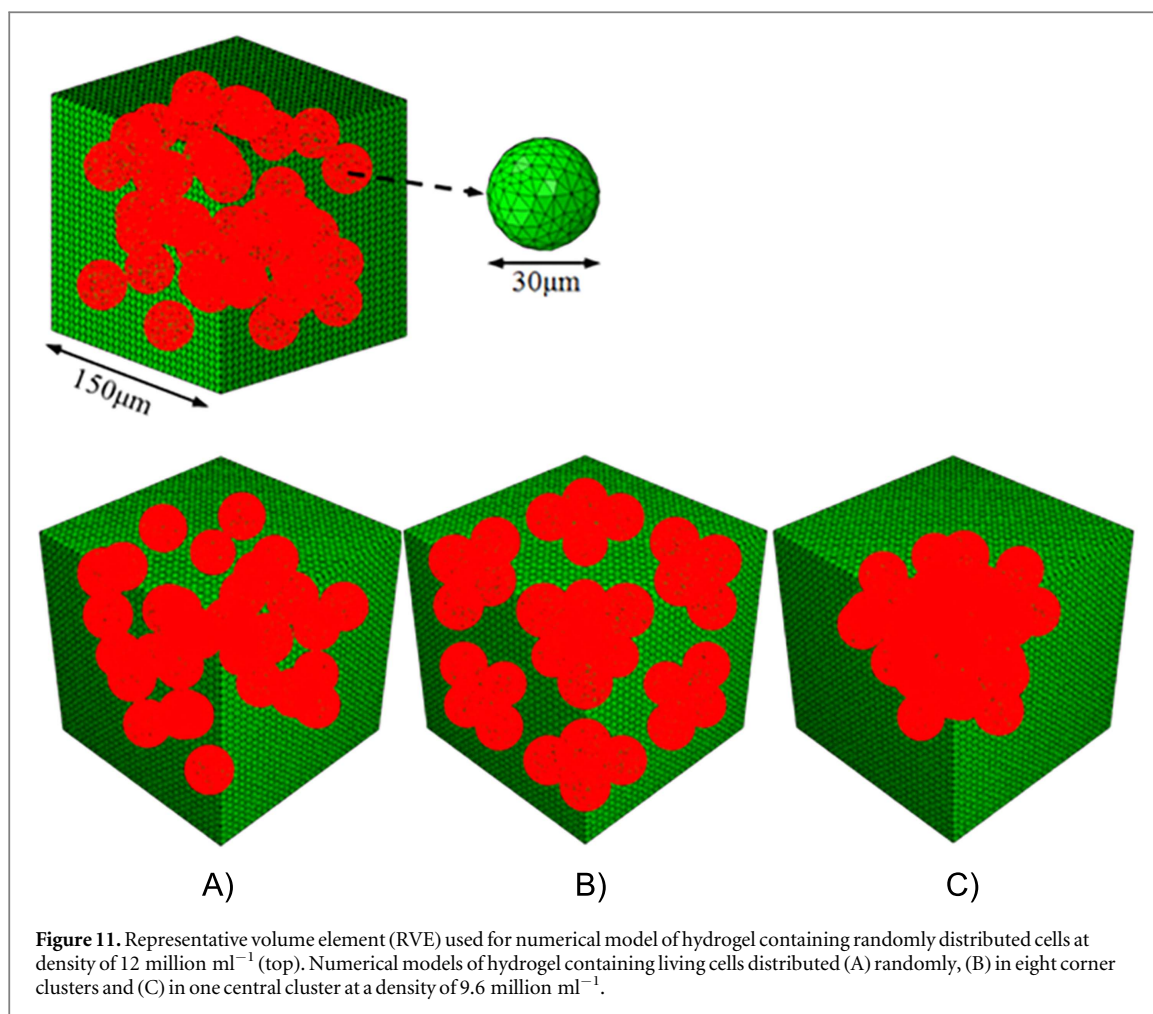 30μm
150μm
A) B) C)
Figure 11. Representative volume element (RVE) used for numerical model of hydrogel containing randomly distributed cells at
density of 12 million ml⁻¹ (top). Numerical models of hydrogel containing living cells distributed (A) randomly, (B) in eight corner
clusters and (C) in one central cluster at a density of 9.6 million ml⁻¹.